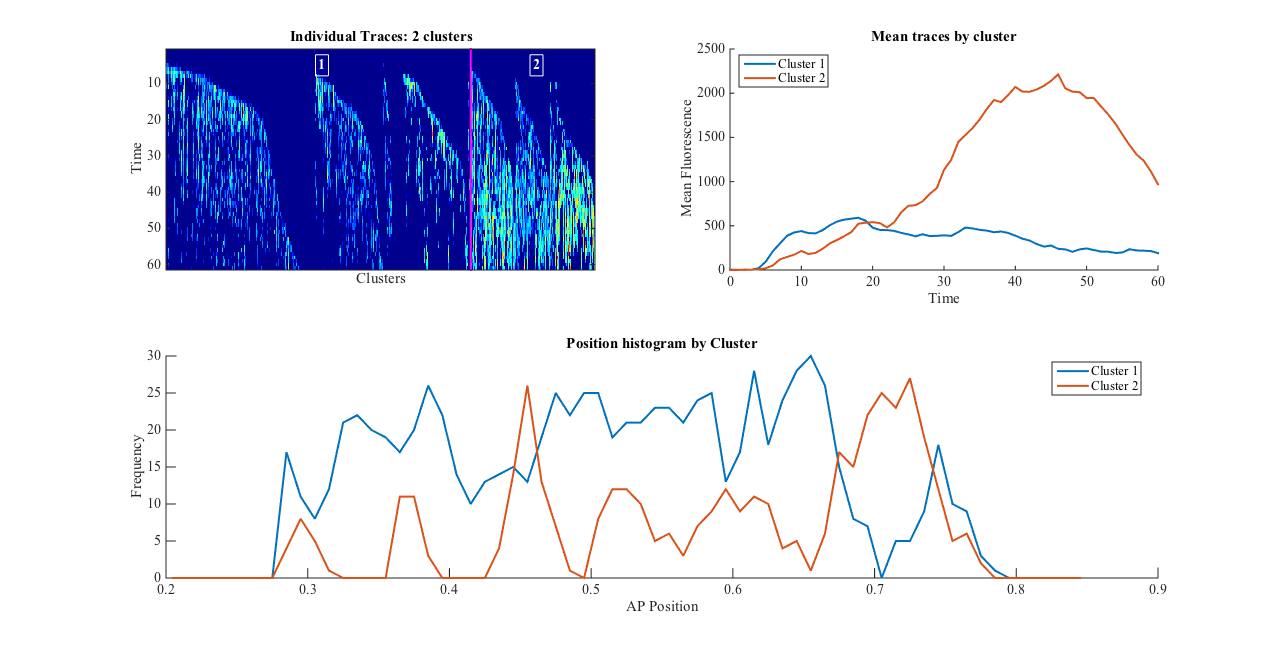 Individual Traces: 2 clusters
1
2
10
20
30
40
50
60
Time
Clusters
Mean traces by cluster
2500
2000
1500
1000
500
0
Mean Fluorescence
Cluster 1
Cluster 2
0 10 20 30 40 50 60
Time
Position histogram by Cluster
30
25
20
15
10
5
0
Frequency
Cluster 1
Cluster 2
0.2 0.3 0.4 0.5 0.6 0.7 0.8 0.9
AP Position